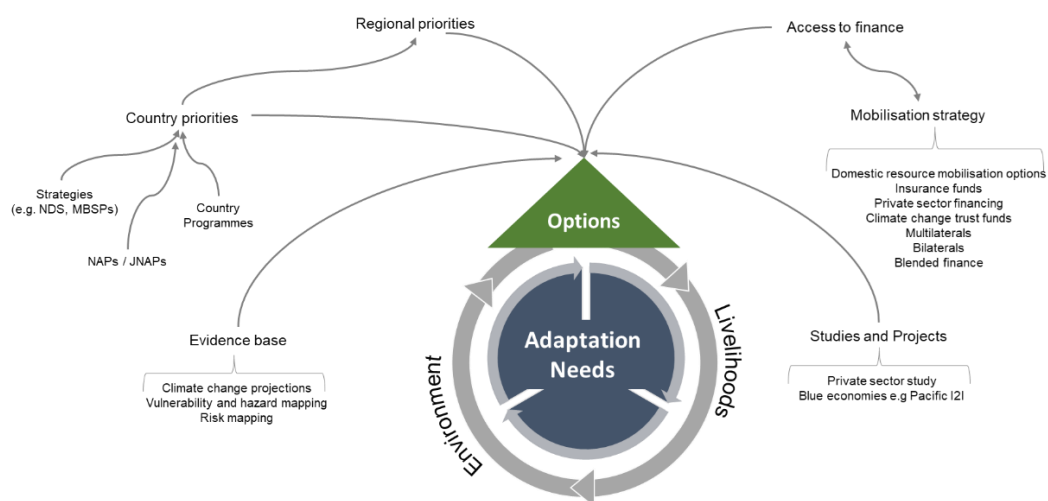 Regional priorities
Access to finance
Country priorities
Mobilisation strategy
Strategies
(e.g. NDS, MBSPs)
Country
Programmes
NAPs / JNAPs
Domestic resource mobilisation options
Insurance funds
Private sector financing
Climate change trust funds
Multilaterals
Bilaterals
Blended finance
Options
Adaptation
Needs
Environment
Livelihoods
Evidence base
Climate change projections
Vulnerability and hazard mapping
Risk mapping
Studies and Projects
Private sector study
Blue economies e.g Pacific I2I